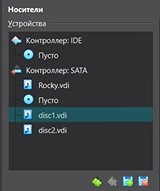 Носители
Устройства
Контроллер: IDE
Пусто
Контроллер: SATA
Rocky.vdi
Пусто
disc1.vdi
disc2.vdi